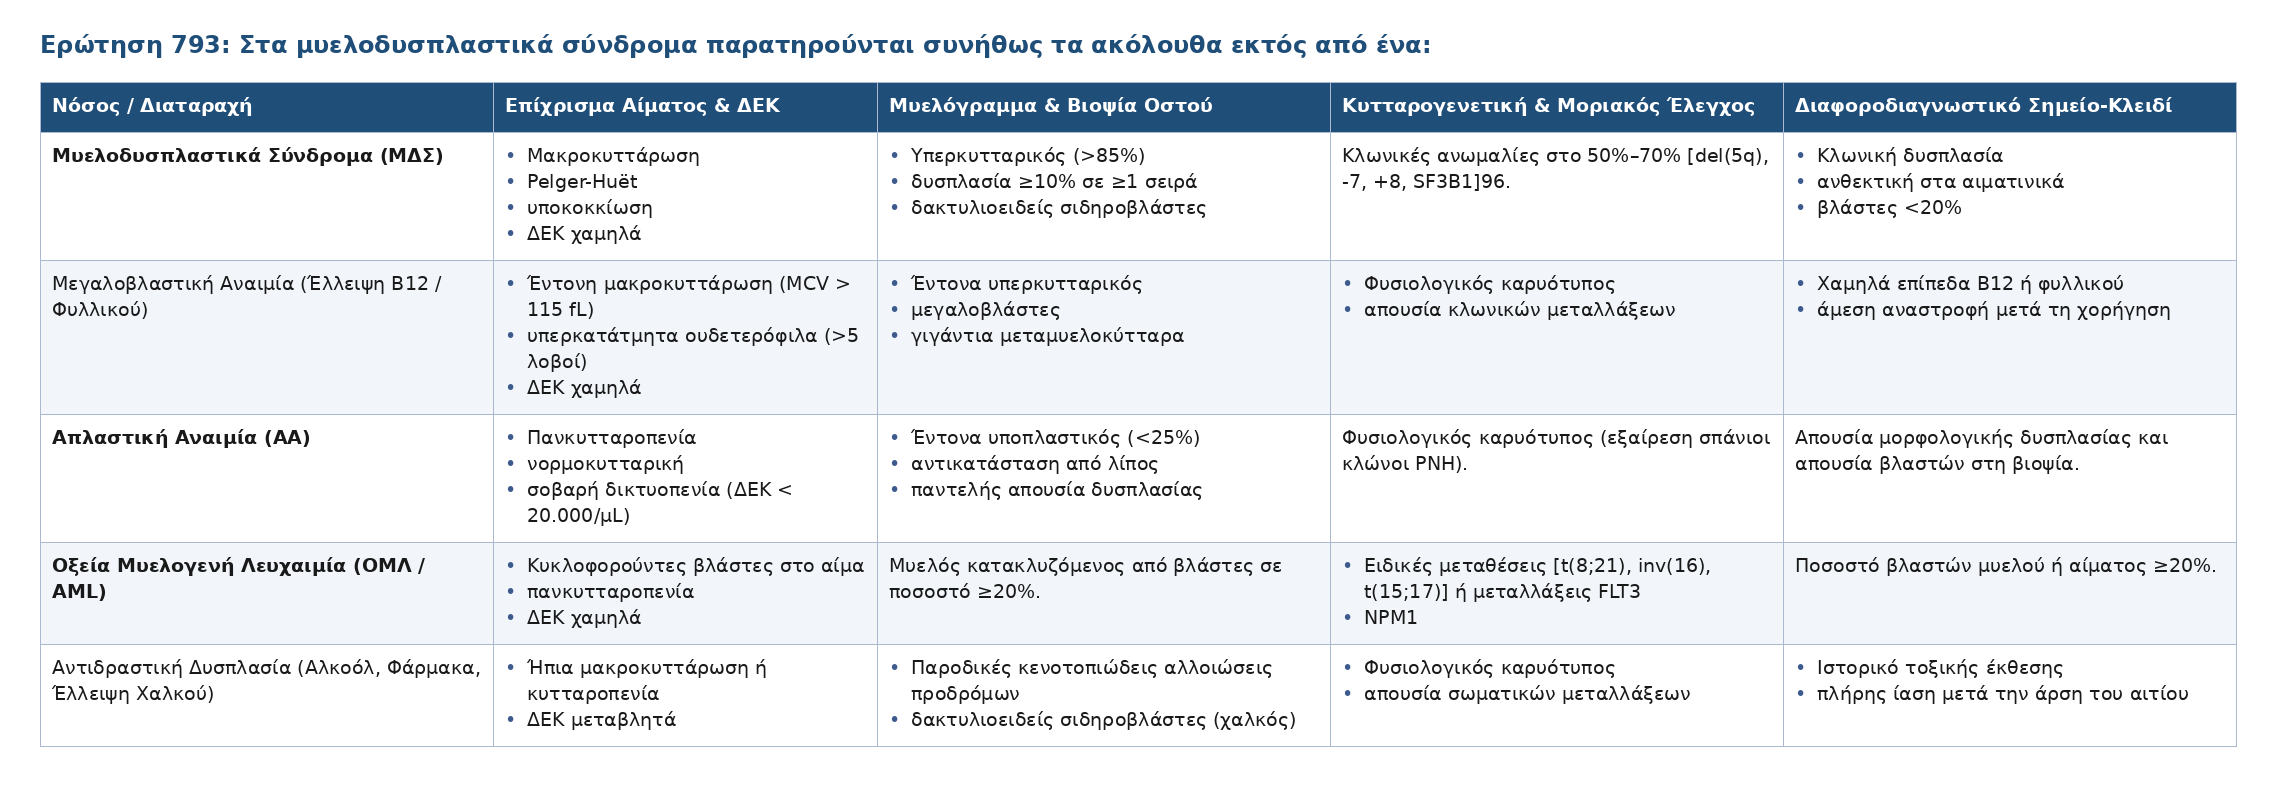 Ερώτηση 793: Στα μυελοδυσπλαστικά σύνδρομα παρατηρούνται συνήθως τα ακόλουθα εκτός από ένα:
Νόσος / Διαταραχή
Επίχρισμα Αίματος & ΔΕΚ
Μυελόγραμμα & Βιοψία Οστού
Κυτταρογενετική & Μοριακός Έλεγχος
Διαφοροδιαγνωστικό Σημείο-Κλειδί
Μυελοδυσπλαστικά Σύνδρομα (ΜΔΣ)
• Μακροκυττάρωση
• Pelger-Huët
• υποκοκκίωση
• ΔΕΚ χαμηλά
• Υπερκυτταρικός (>85%)
• δυσπλασία ≥10% σε ≥1 σειρά
• δακτυλιοειδείς σιδηροβλάστες
Κλωνικές ανωμαλίες στο 50%–70% [del(5q),
-7, +8, SF3B1]96.
• Κλωνική δυσπλασία
• ανθεκτική στα αιματινικά
• βλάστες <20%
Μεγαλοβλαστική Αναιμία (Έλλειψη Β12 /
Φυλλικού)
• Έντονη μακροκυττάρωση (MCV >
115 fL)
• υπερκατάτμητα ουδετερόφιλα (>5
λοβοί)
• ΔΕΚ χαμηλά
• Έντονα υπερκυτταρικός
• μεγαλοβλάστες
• γιγάντια μεταμυελοκύτταρα
• Φυσιολογικός καρυότυπος
• απουσία κλωνικών μεταλλάξεων
• Χαμηλά επίπεδα Β12 ή φυλλικού
• άμεση αναστροφή μετά τη χορήγηση
Απλαστική Αναιμία (ΑΑ)
• Πανκυτταροπενία
• νορμοκυτταρική
• σοβαρή δικτυοπενία (ΔΕΚ <
20.000/μL)
• Έντονα υποπλαστικός (<25%)
• αντικατάσταση από λίπος
• παντελής απουσία δυσπλασίας
Φυσιολογικός καρυότυπος (εξαίρεση σπάνιοι
κλώνοι PNH).
Απουσία μορφολογικής δυσπλασίας και
απουσία βλαστών στη βιοψία.
Οξεία Μυελογενή Λευχαιμία (ΟΜΛ /
AML)
• Κυκλοφορούντες βλάστες στο αίμα
• πανκυτταροπενία
• ΔΕΚ χαμηλά
Μυελός κατακλυζόμενος από βλάστες σε
ποσοστό ≥20%.
• Ειδικές μεταθέσεις [t(8;21), inv(16),
t(15;17)] ή μεταλλάξεις FLT3
• NPM1
Ποσοστό βλαστών μυελού ή αίματος ≥20%.
Αντιδραστική Δυσπλασία (Αλκοόλ, Φάρμακα,
Έλλειψη Χαλκού)
• Ήπια μακροκυττάρωση ή
κυτταροπενία
• ΔΕΚ μεταβλητά
• Παροδικές κενοτοπιώδεις αλλοιώσεις
προδρόμων
• δακτυλιοειδείς σιδηροβλάστες (χαλκός)
• Φυσιολογικός καρυότυπος
• απουσία σωματικών μεταλλάξεων
• Ιστορικό τοξικής έκθεσης
• πλήρης ίαση μετά την άρση του αιτίου